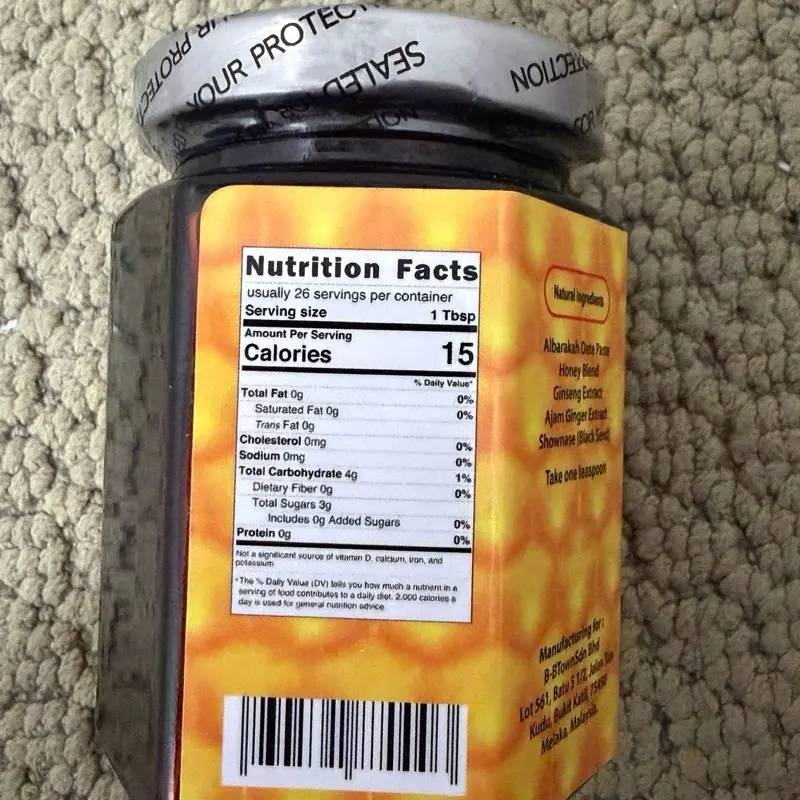 YOUR PROTEC
SEALED FOR
Nutrition Facts
usually 26 servings per container
Serving size 1 Tbsp
Amount Per Serving
Calories 15
% Daily Value*
Total Fat 0g 0%
Saturated Fat 0g 0%
Trans Fat 0g
Cholesterol 0mg 0%
Sodium 0mg 0%
Total Carbohydrate 4g 1%
Dietary Fiber 0g 0%
Total Sugars 3g
Includes 0g Added Sugars 0%
Protein 0g 0%
Not a significant source of vitamin D, calcium, iron, and
potassium
*The % Daily Value (DV) tells you how much a nutrient in a
serving of food contributes to a daily diet. 2,000 calories a
day is used for general nutrition advice.
Natural Ingredients
Albarakah Date Paste
Honey Blend
Ginseng Extract
Ajam Ginger Extract
Shownase (Black Seed)
Take one teaspoon
Manufacturing for :
B-BTownSdn Bhd
Lot 561, Batu 5 1/2, Jalan
Kudu, Bukit Katil, 75450
Melaka, Malaysia.